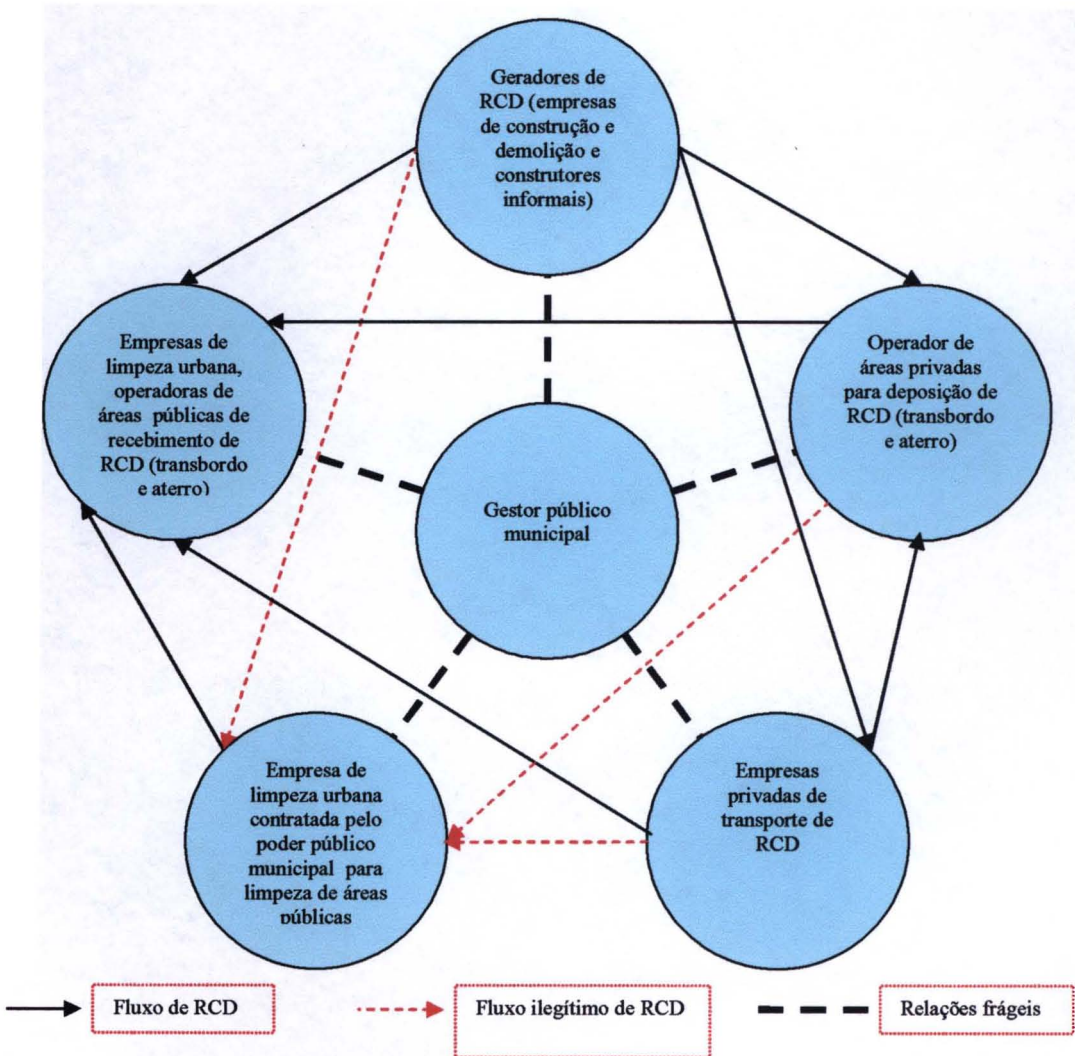 Geradores de
RCD (empresas
de construção e
demolição e
construtores
informais)
Empresas de
limpeza urbana,
operadoras de
áreas públicas de
recebimento de
RCD (transbordo
e aterro)
Operador de
áreas privadas
para deposição de
RCD (transbordo
e aterro)
Gestor público
municipal
Empresa de
limpeza urbana
contratada pelo
poder público
municipal para
limpeza de áreas
públicas
Empresas
privadas de
transporte de
RCD
Fluxo de RCD
Fluxo ilegítimo de RCD
Relações frágeis